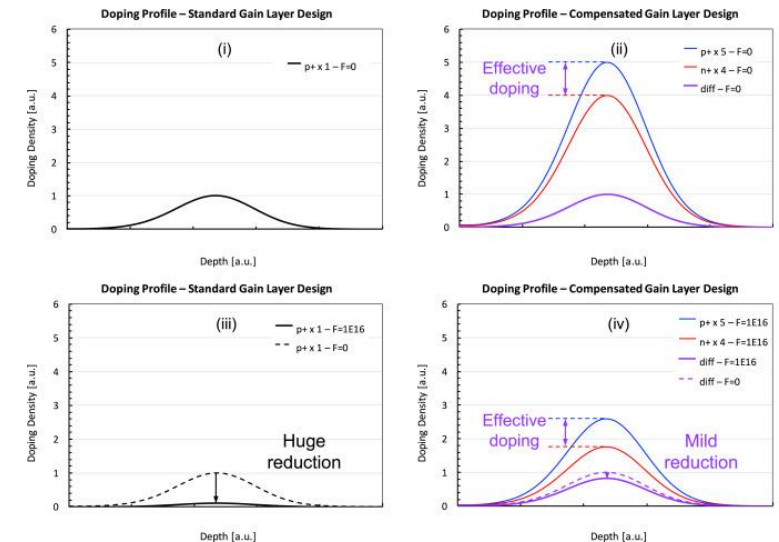 Doping Profile – Standard Gain Layer Design
6
5
4
3
2
1
0
Doping Density [a.u.]
(i)
p+ x 1 – F=0
Depth [a.u.]
Doping Profile – Compensated Gain Layer Design
6
5
4
3
2
1
0
Doping Density [a.u.]
(ii)
Effective
doping
p+ x 5 – F=0
n+ x 4 – F=0
diff – F=0
Depth [a.u.]
Doping Profile – Standard Gain Layer Design
6
5
4
3
2
1
0
Doping Density [a.u.]
(iii)
p+ x 1 – F=1E16
p+ x 1 – F=0
Huge
reduction
Depth [a.u.]
Doping Profile – Compensated Gain Layer Design
6
5
4
3
2
1
0
Doping Density [a.u.]
(iv)
p+ x 5 – F=1E16
n+ x 4 – F=1E16
diff – F=1E16
diff – F=0
Effective
doping
Mild
reduction
Depth [a.u.]